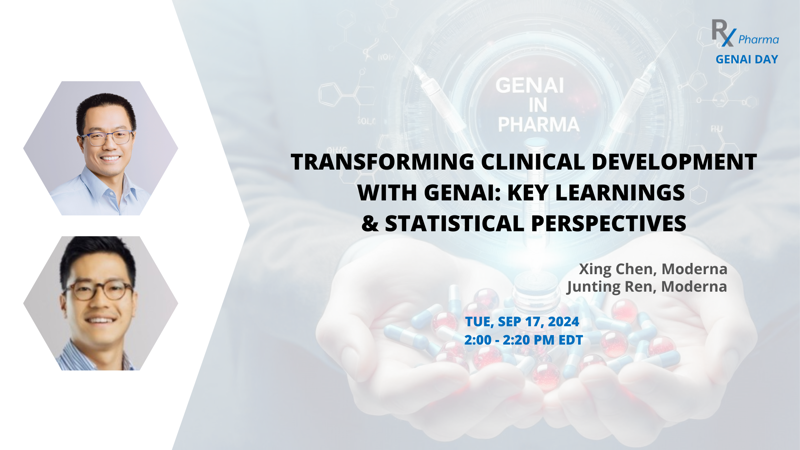 Rx Pharma
GENAI DAY
GENAI
IN
PHARMA
TRANSFORMING CLINICAL DEVELOPMENT
WITH GENAI: KEY LEARNINGS
& STATISTICAL PERSPECTIVES
Xing Chen, Moderna
Junting Ren, Moderna
TUE, SEP 17, 2024
2:00 - 2:20 PM EDT